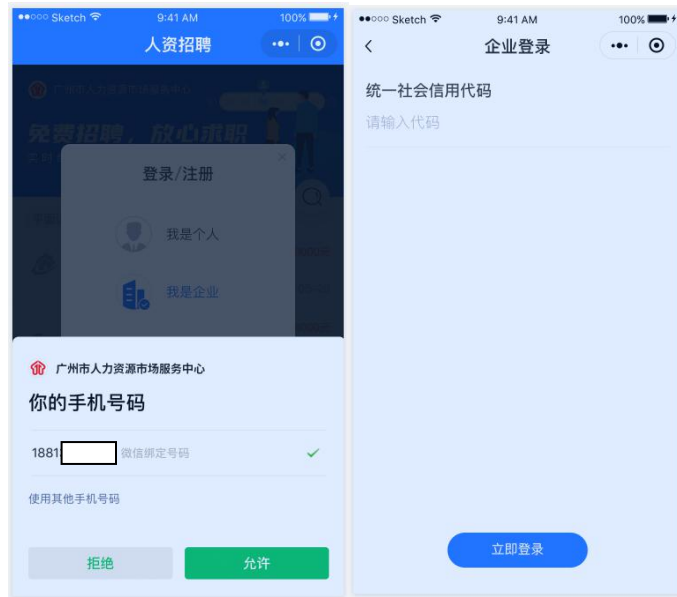 Sketch 9:41 AM 100%
人资招聘
广州市人力资源市场服务中心
免费招聘，放心求职
登录/注册
我是个人
我是企业
广州市人力资源市场服务中心
你的手机号码
1881 微信绑定号码
使用其他手机号码
拒绝 允许
Sketch 9:41 AM 100%
企业登录
统一社会信用代码
请输入代码
立即登录